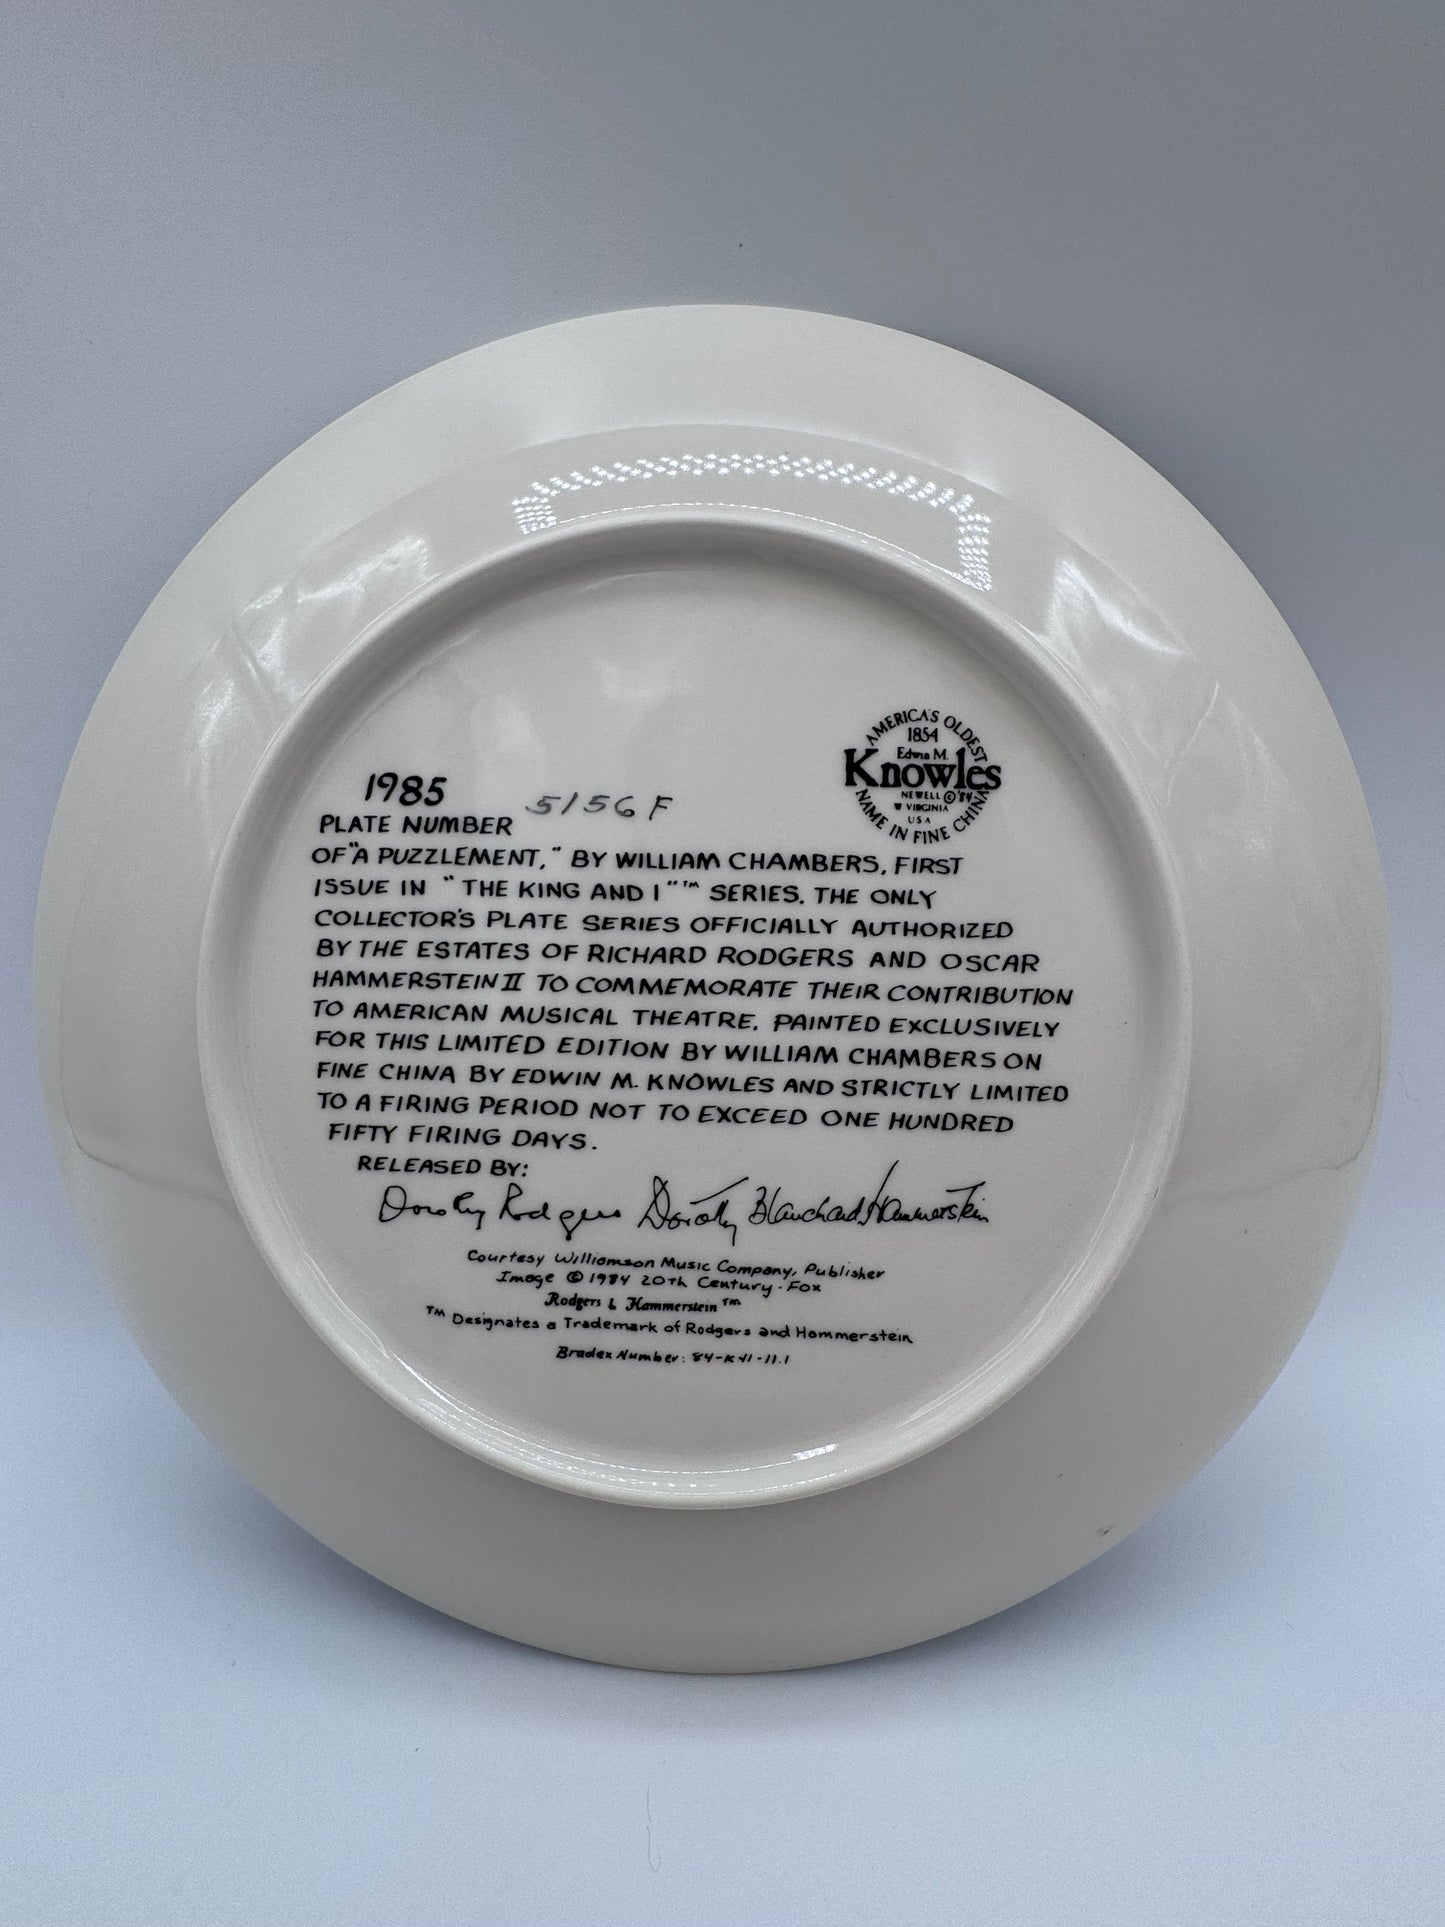 1985
PLATE NUMBER 5156F
OF "A PUZZLEMENT," BY WILLIAM CHAMBERS, FIRST
ISSUE IN "THE KING AND I"™ SERIES. THE ONLY
COLLECTOR'S PLATE SERIES OFFICIALLY AUTHORIZED
BY THE ESTATES OF RICHARD RODGERS AND OSCAR
HAMMERSTEIN II TO COMMEMORATE THEIR CONTRIBUTION
TO AMERICAN MUSICAL THEATRE. PAINTED EXCLUSIVELY
FOR THIS LIMITED EDITION BY WILLIAM CHAMBERS ON
FINE CHINA BY EDWIN M. KNOWLES AND STRICTLY LIMITED
TO A FIRING PERIOD NOT TO EXCEED ONE HUNDRED
FIFTY FIRING DAYS.
RELEASED BY:
Dorothy Rodgers Dorothy Blanchard Hammerstein
Courtesy Williamson Music Company, Publisher
Image © 1984 20th Century-Fox
Rodgers & Hammerstein™
™ Designates a Trademark of Rodgers and Hammerstein
Bradex Number: 84-K41-11.1
AMERICA'S OLDEST
1854
Edwin M.
Knowles
NEWELL © '84
W VIRGINIA
USA
NAME IN FINE CHINA